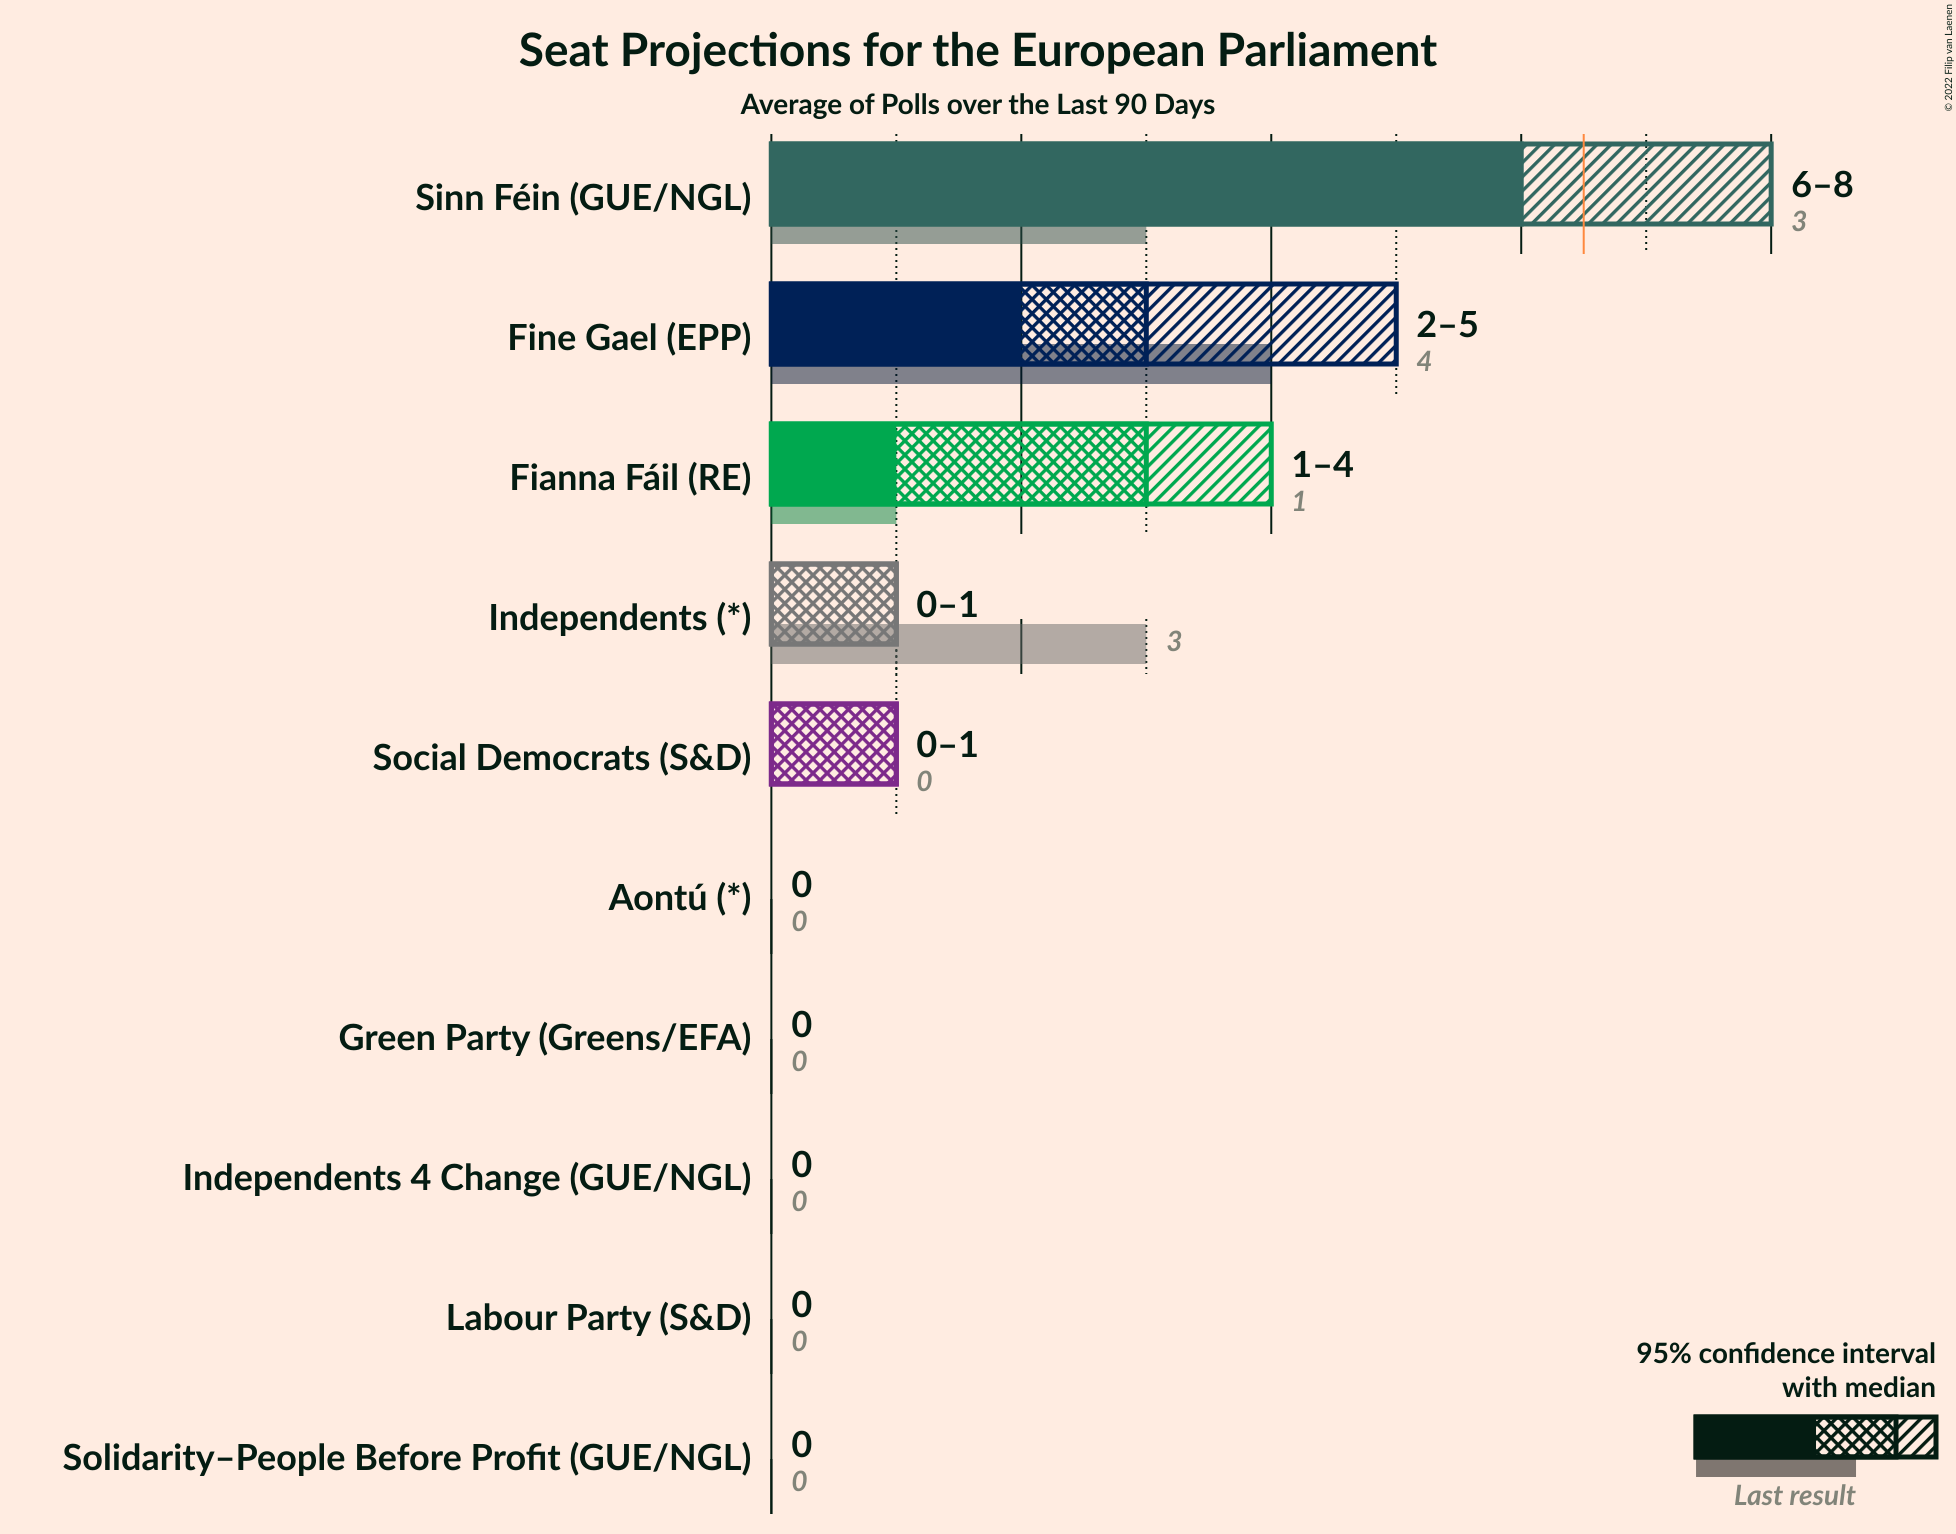 Seat Projections for the European Parliament
Average of Polls over the Last 90 Days
© 2022 Filip van Laenen
Sinn Féin (GUE/NGL)
6–8
3
Fine Gael (EPP)
2–5
4
Fianna Fáil (RE)
1–4
1
Independents (*)
0–1
3
Social Democrats (S&D)
0–1
0
Aontú (*)
0
0
Green Party (Greens/EFA)
0
0
Independents 4 Change (GUE/NGL)
0
0
Labour Party (S&D)
0
0
Solidarity–People Before Profit (GUE/NGL)
0
0
95% confidence interval
with median
Last result